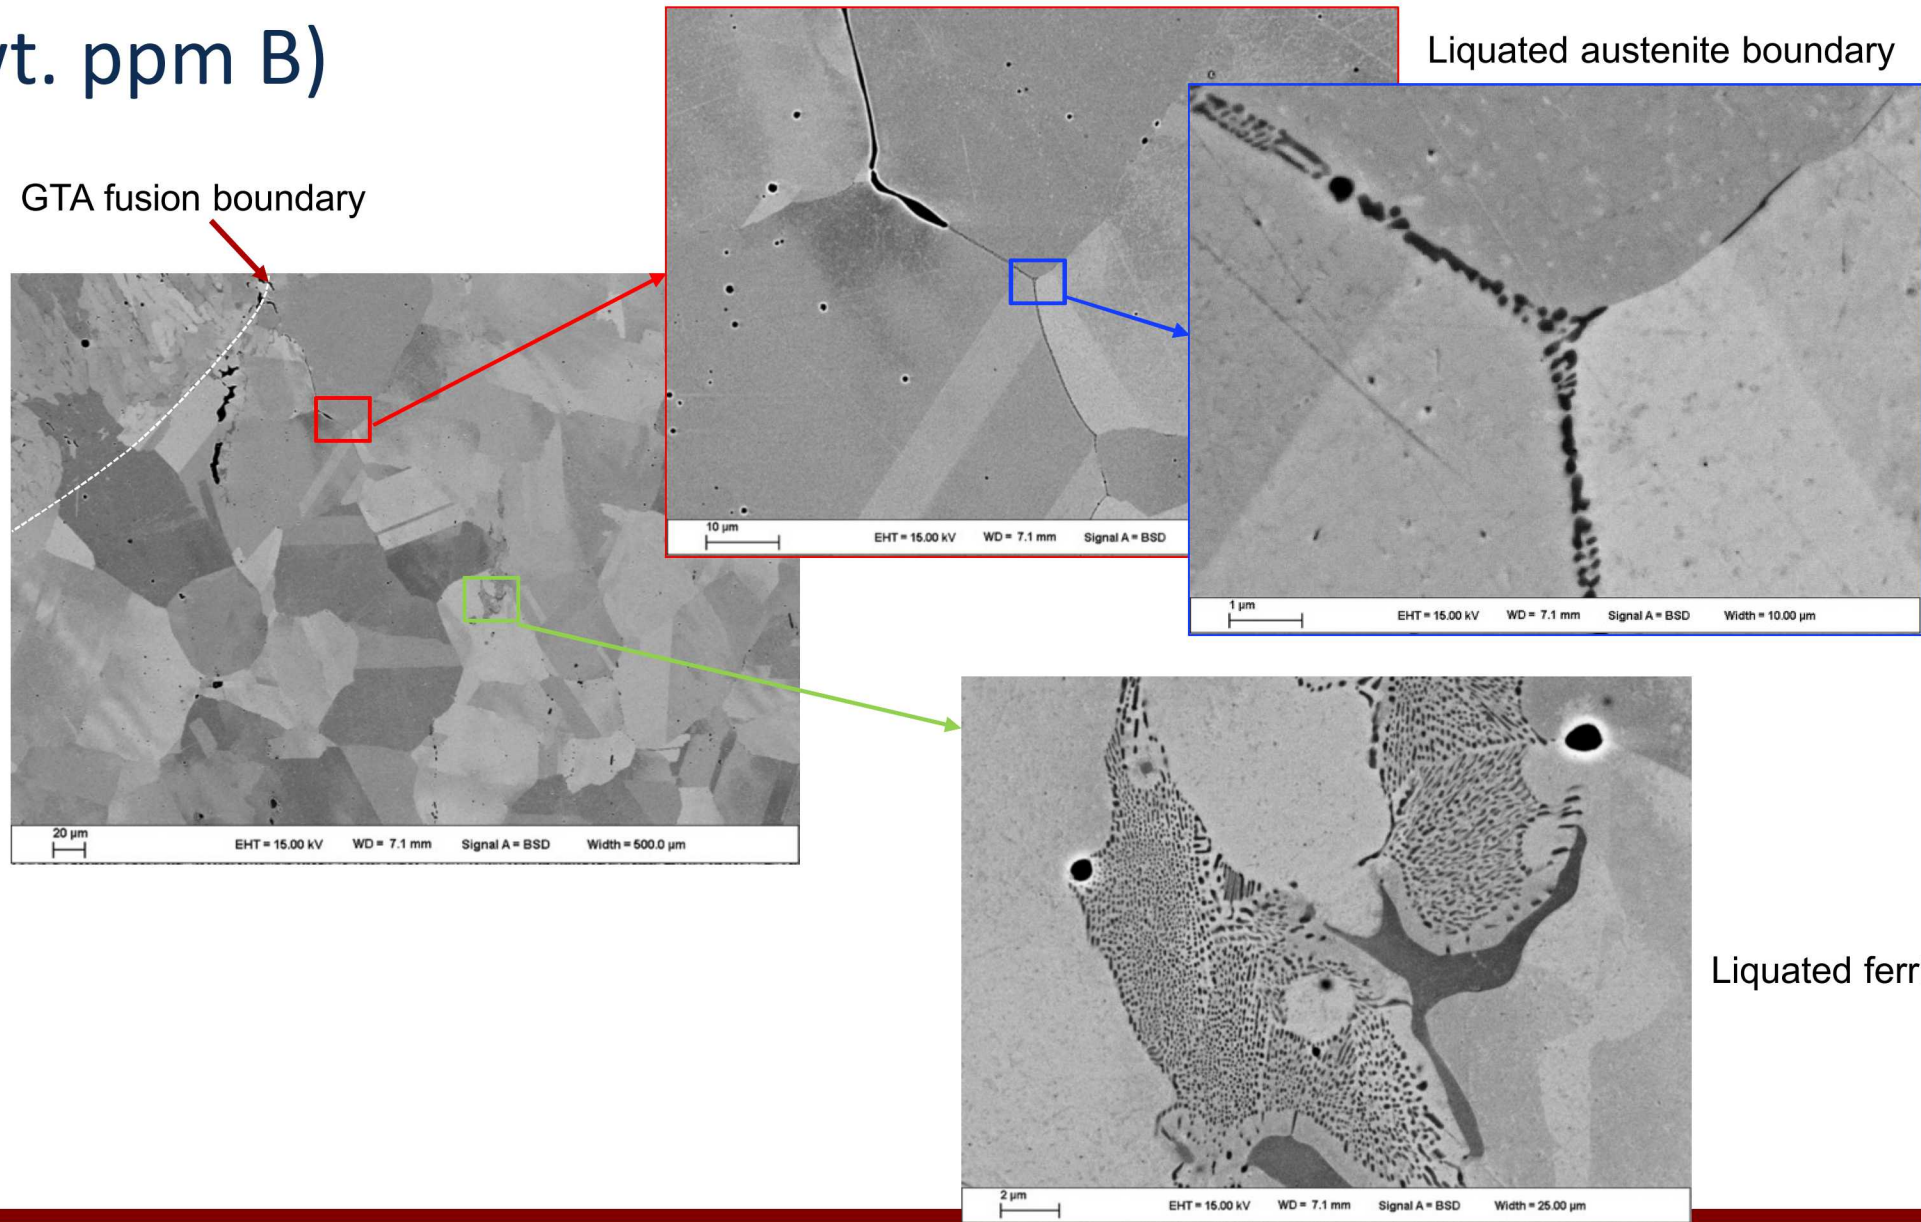 ppm B)
Liquated austenite boundary
GTA fusion boundary
10 µm
EHT = 15.00 kV WD = 7.1 mm Signal A = BSD
1 µm
EHT = 15.00 kV WD = 7.1 mm Signal A = BSD Width = 10.00 µm
20 µm
EHT = 15.00 kV WD = 7.1 mm Signal A = BSD Width = 500.0 µm
Liquated
2 µm
EHT = 15.00 kV WD = 7.1 mm Signal A = BSD Width = 25.00 µm